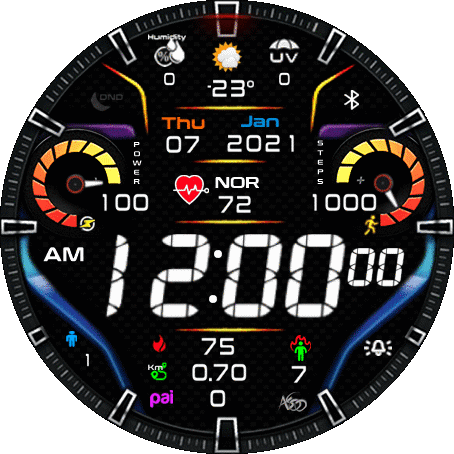 Humidity
% UV
0 0
-23°
DND
Thu Jan
07 2021
POWER
STEPS
NOR
100 72 1000
AM 12:00 00
75
1
Km
0.70 7
pai 0